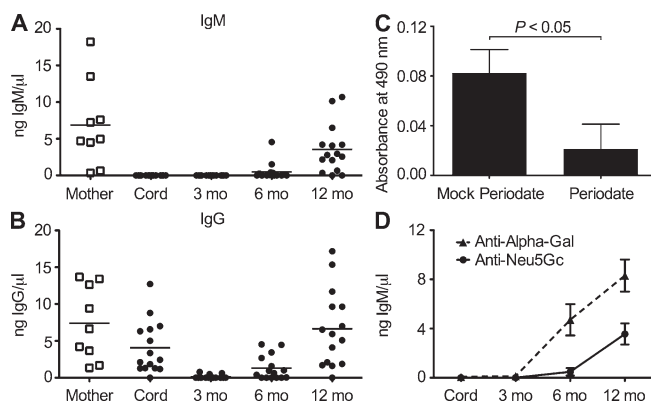 A
IgM
ng IgM/µl
20
15
10
5
0
Mother Cord 3 mo 6 mo 12 mo
B
IgG
ng IgG/µl
20
15
10
5
0
Mother Cord 3 mo 6 mo 12 mo
C
P < 0.05
Absorbance at 490 nm
0.12
0.08
0.04
0.00
Mock Periodate Periodate
D
Anti-Alpha-Gal
Anti-Neu5Gc
ng IgM/µl
12
8
4
0
Cord 3 mo 6 mo 12 mo